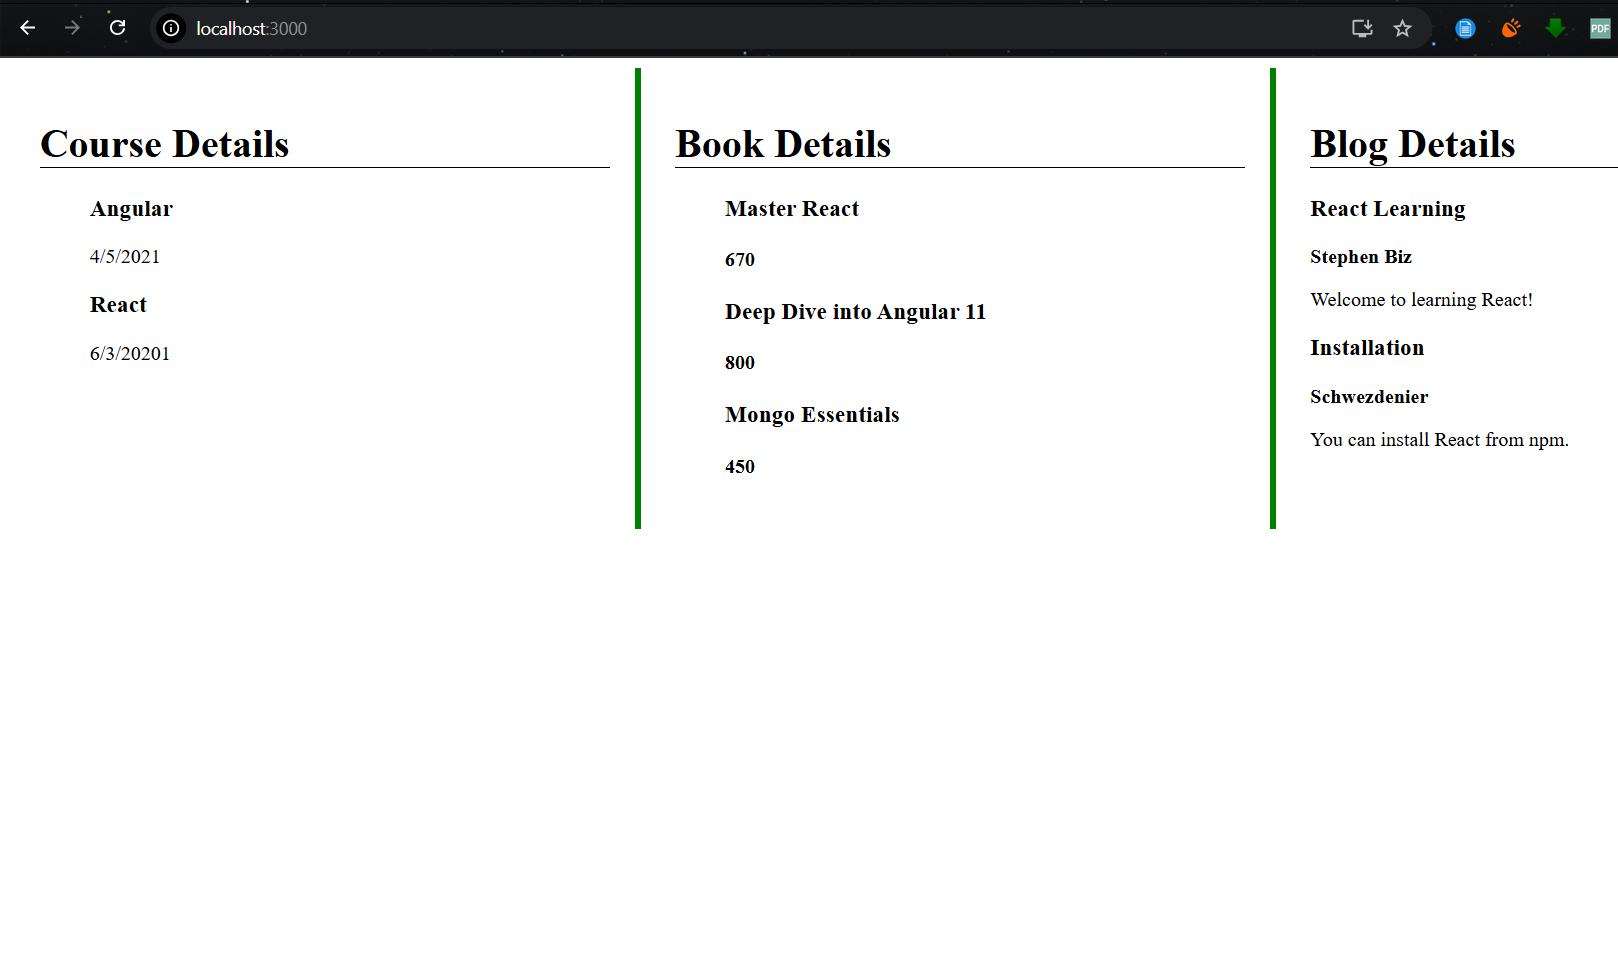 localhost:3000
PDF
Course Details
Angular
4/5/2021
React
6/3/20201
Book Details
Master React
670
Deep Dive into Angular 11
800
Mongo Essentials
450
Blog Details
React Learning
Stephen Biz
Welcome to learning React!
Installation
Schwezdenier
You can install React from npm.